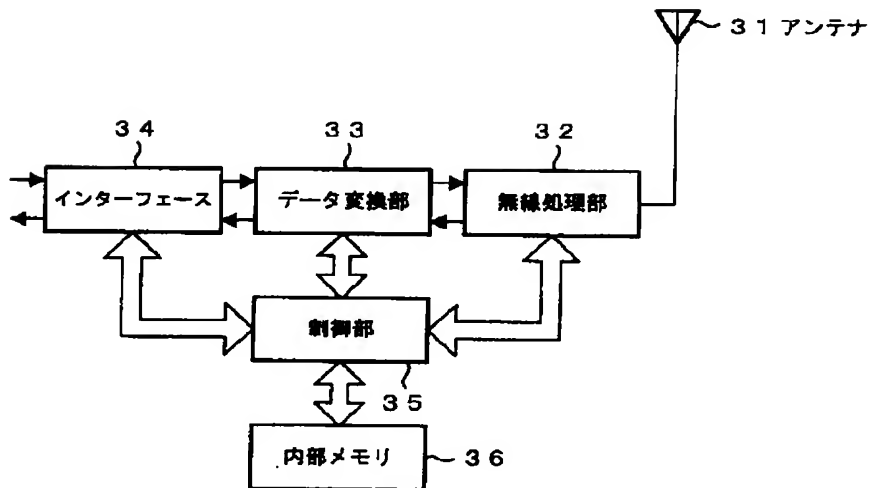 31 アンテナ
34
33
32
インターフェース
データ変換部
無線処理部
制御部
35
内部メモリ
36